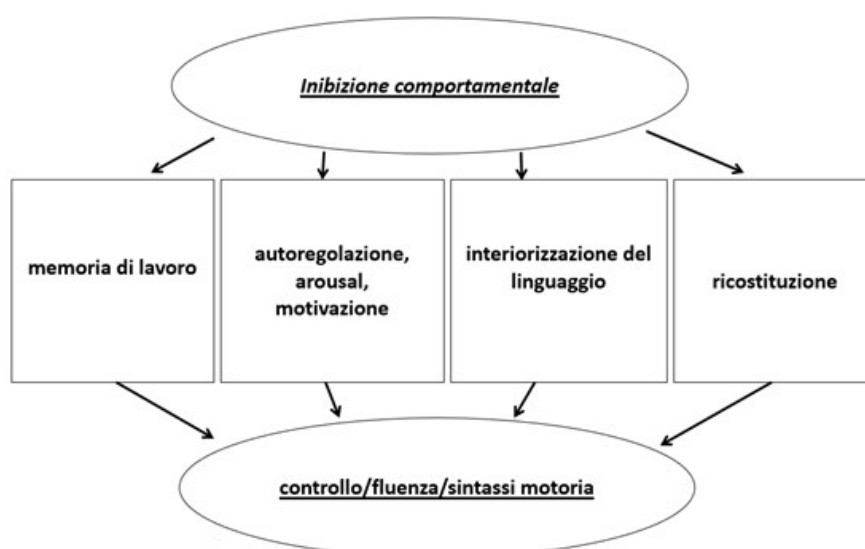 Inibizione comportamentale
memoria di lavoro
autoregolazione,
arousal,
motivazione
interiorizzazione del
linguaggio
ricostituzione
controllo/fluenza/sintassi motoria